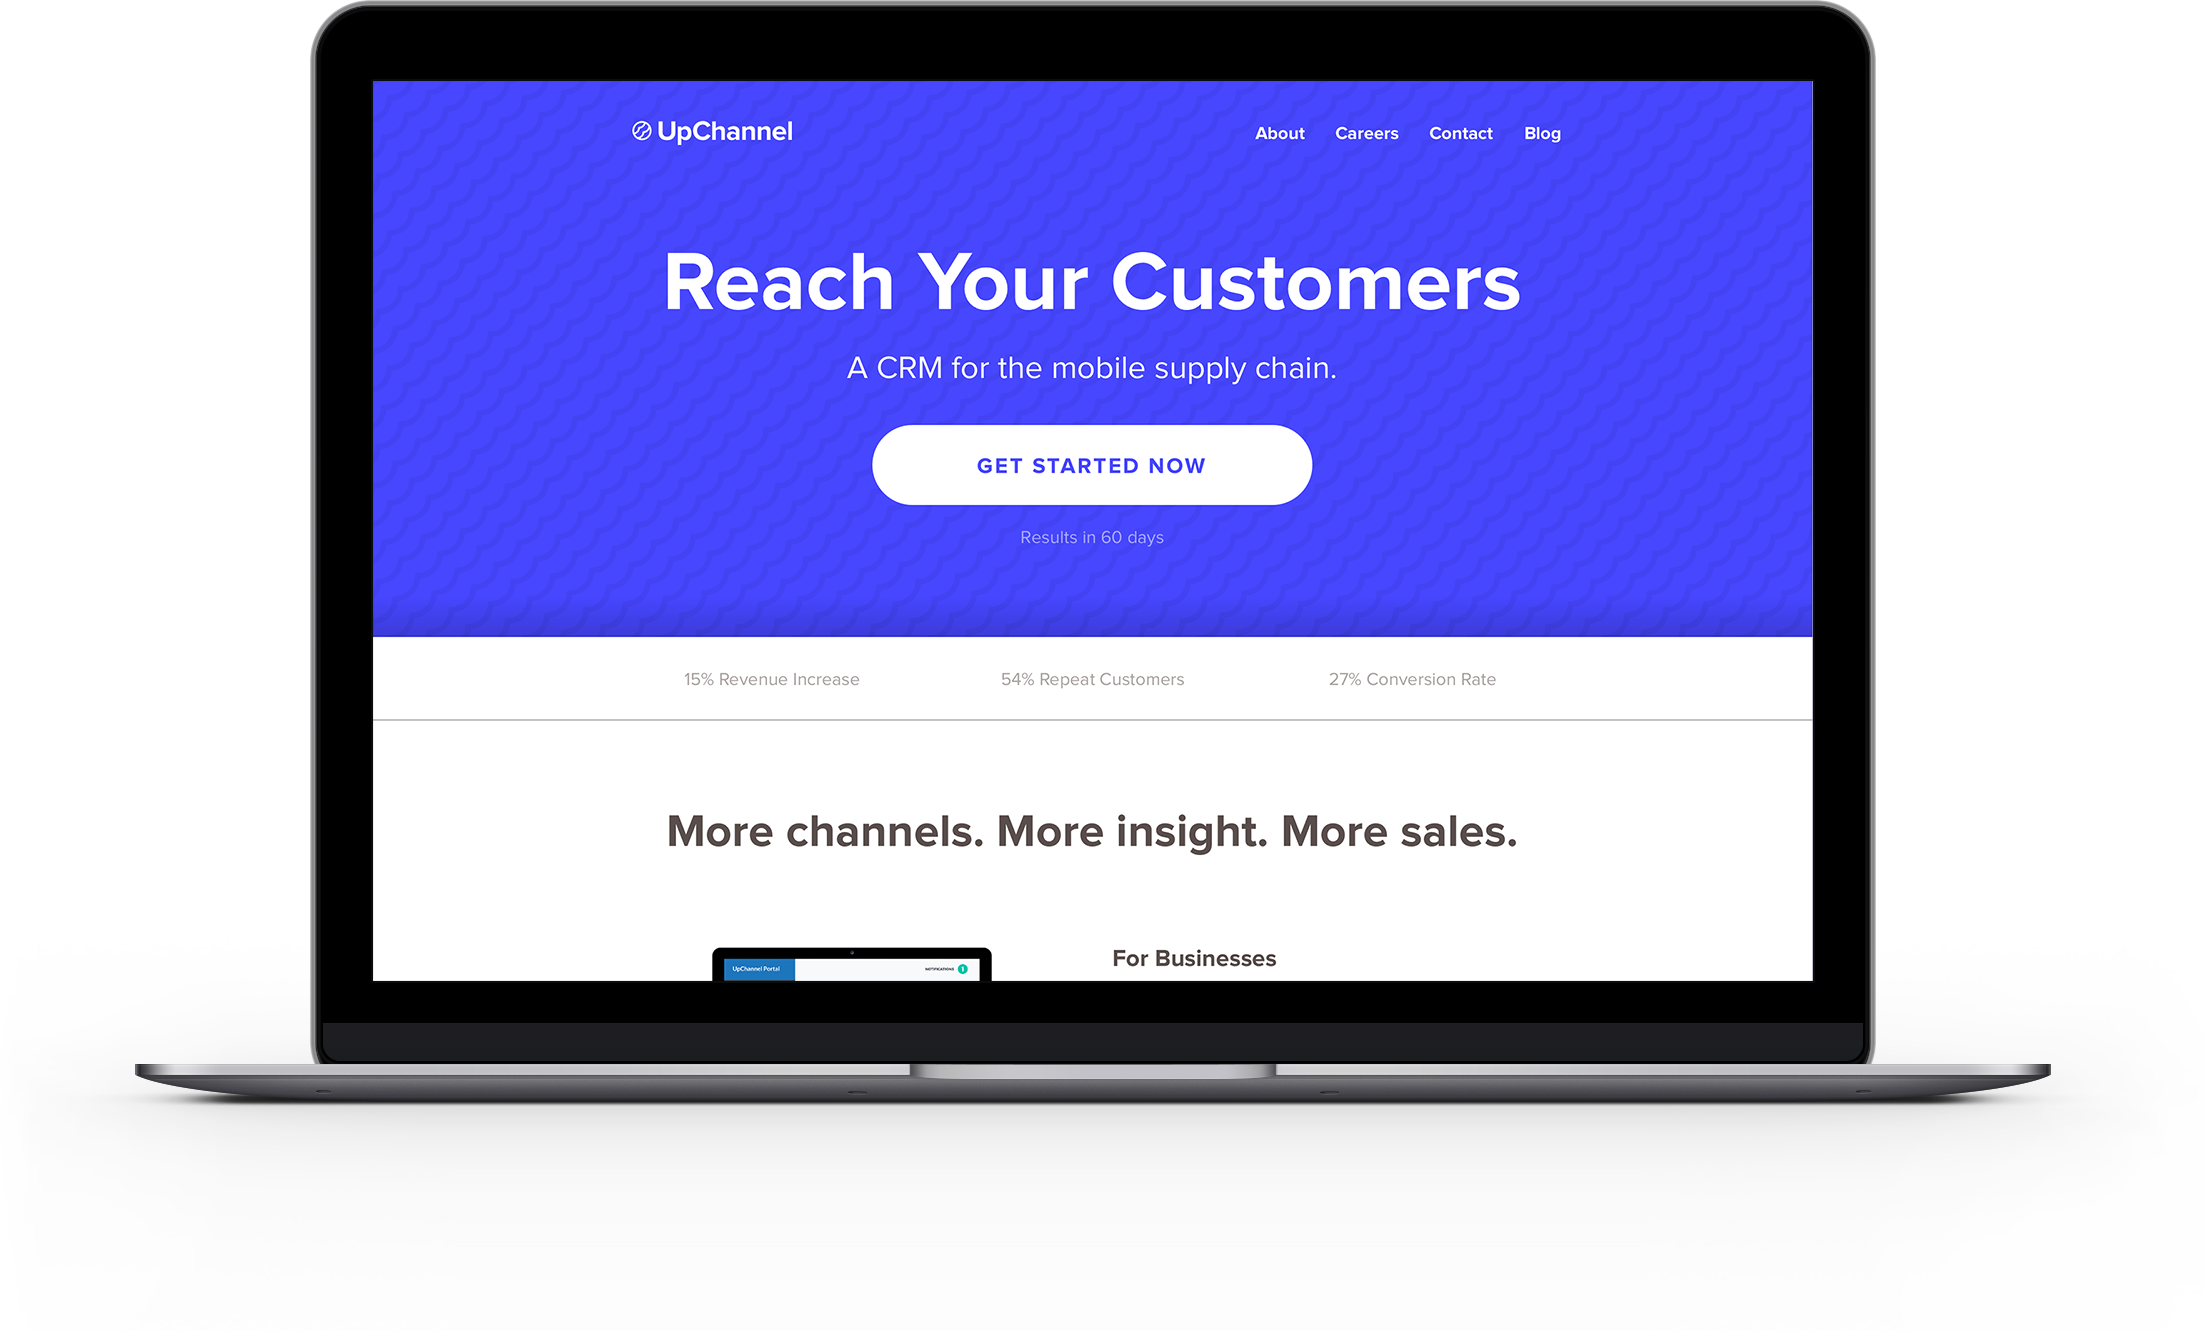 UpChannel
About Careers Contact Blog
Reach Your Customers
A CRM for the mobile supply chain.
GET STARTED NOW
Results in 60 days
15% Revenue Increase 54% Repeat Customers 27% Conversion Rate
More channels. More insight. More sales.
For Businesses
UpChannel Portal
NOTIFICATIONS 1